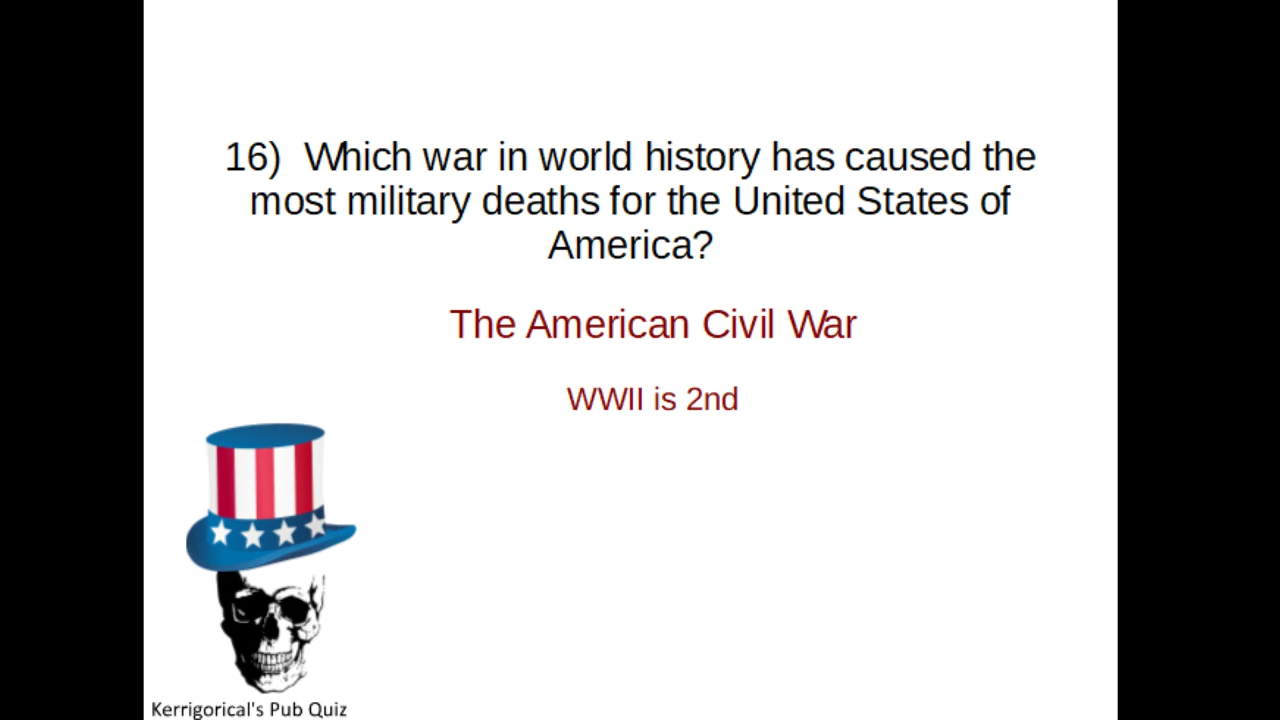 16)  Which war in world history has caused the
most military deaths for the United States of
America?
The American Civil War
WWII is 2nd
Kerrigorical's Pub Quiz